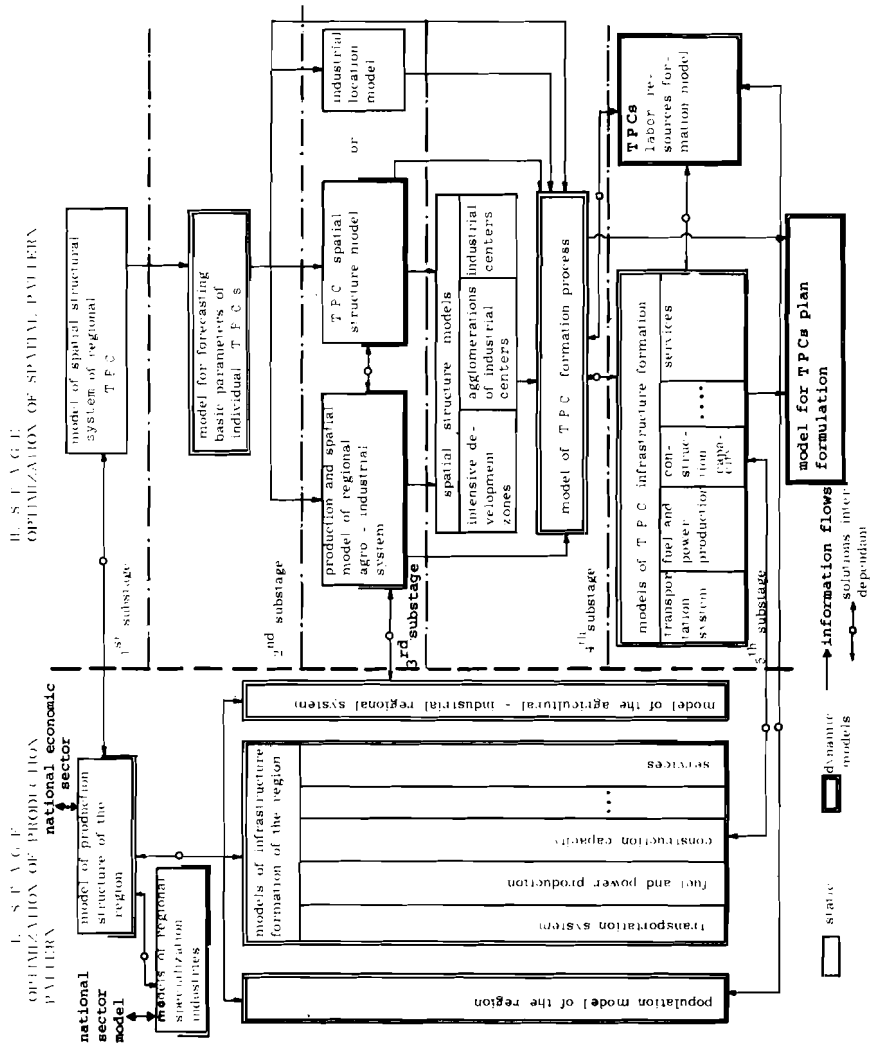 I. STAGE
OPTIMIZATION OF PRODUCTION
PATTERN
national economic
sector
national
sector
model
model of production
structure of the
region
models of regional
specialization
industries
population model of the region
models of infrastructure
formation of the region
transportation system
fuel and power production
construction capacity
....
services
model of the agricultural - industrial regional system
II. STAGE
OPTIMIZATION OF SPATIAL PATTERN
1st substage
model of spatial structural
system of regional
TPC
2nd substage
model for forecasting
basic parameters of
individual TPCs
3rd substage
production and spatial
model of regional
agro - industrial
system
TPC spatial
structure model
or
industrial
location
model
spatial structure models
intensive de-
velopment
zones
agglomerations
of industrial
centers
industrial
centers
model of TPC formation process
4th substage
models of TPC infrastructure formation
transpor
tation
system
fuel and
power
production
con-
struc-
tion
capacity
.....
services
TPCs
labor re-
sources for-
mation model
5th substage
model for TPCs plan
formulation
static
dynamic
models
information flows
solutions inter
dependant